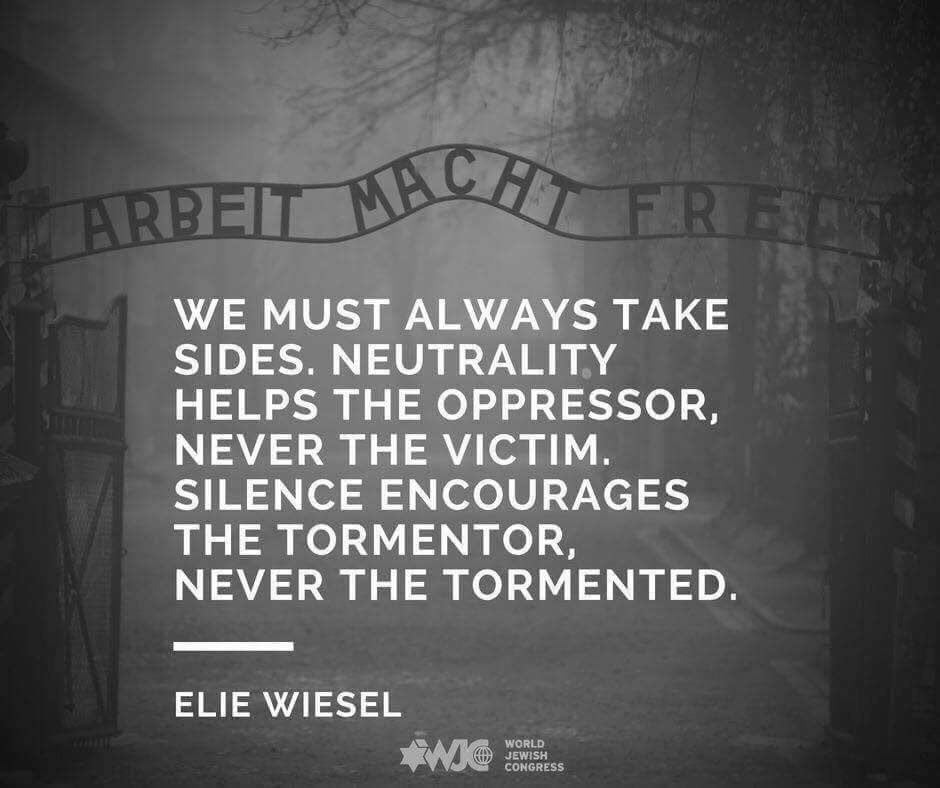 ARBEIT MACHT FREI
WE MUST ALWAYS TAKE
SIDES. NEUTRALITY
HELPS THE OPPRESSOR,
NEVER THE VICTIM.
SILENCE ENCOURAGES
THE TORMENTOR,
NEVER THE TORMENTED.
ELIE WIESEL
WJC
WORLD
JEWISH
CONGRESS